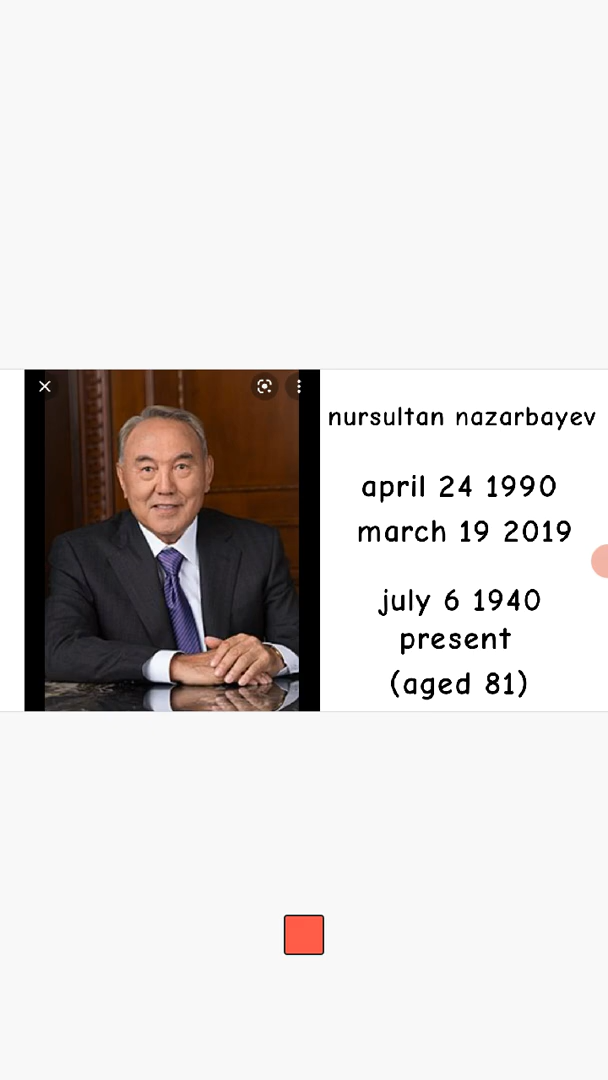 nursultan nazarbayev
april 24 1990
march 19 2019
july 6 1940
present
(aged 81)